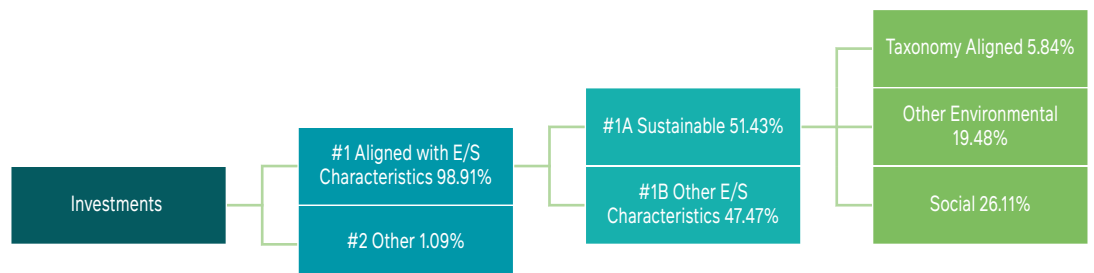 Investments
#1 Aligned with E/S
Characteristics 98.91%
#2 Other 1.09%
#1A Sustainable 51.43%
#1B Other E/S
Characteristics 47.47%
Taxonomy Aligned 5.84%
Other Environmental
19.48%
Social 26.11%